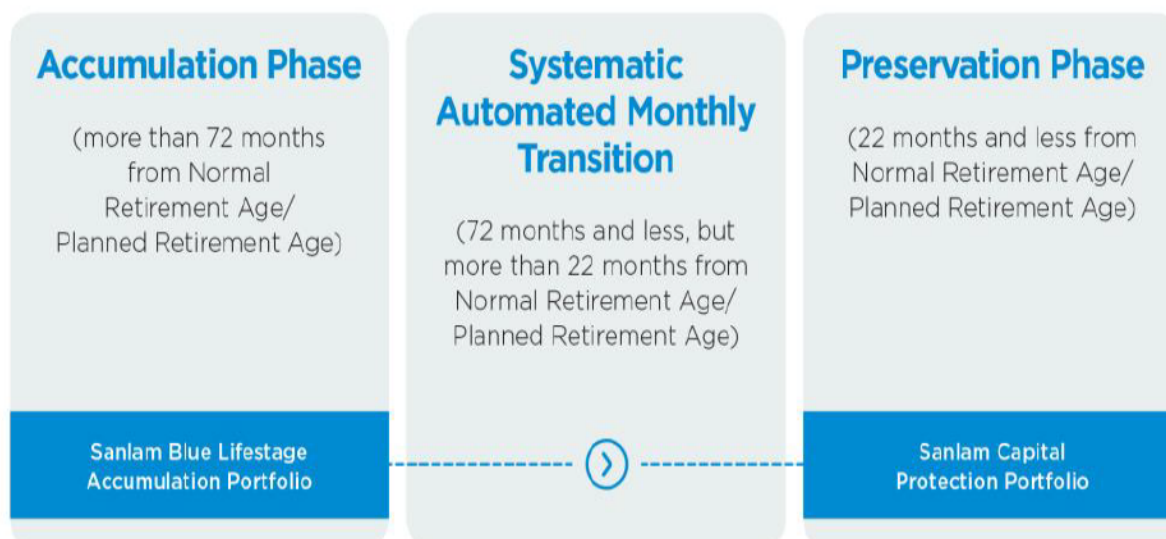 Accumulation Phase
(more than 72 months
from Normal
Retirement Age/
Planned Retirement Age)
Sanlam Blue Lifestage
Accumulation Portfolio
Systematic
Automated Monthly
Transition
(72 months and less, but
more than 22 months from
Normal Retirement Age/
Planned Retirement Age)
Preservation Phase
(22 months and less from
Normal Retirement Age/
Planned Retirement Age)
Sanlam Capital
Protection Portfolio